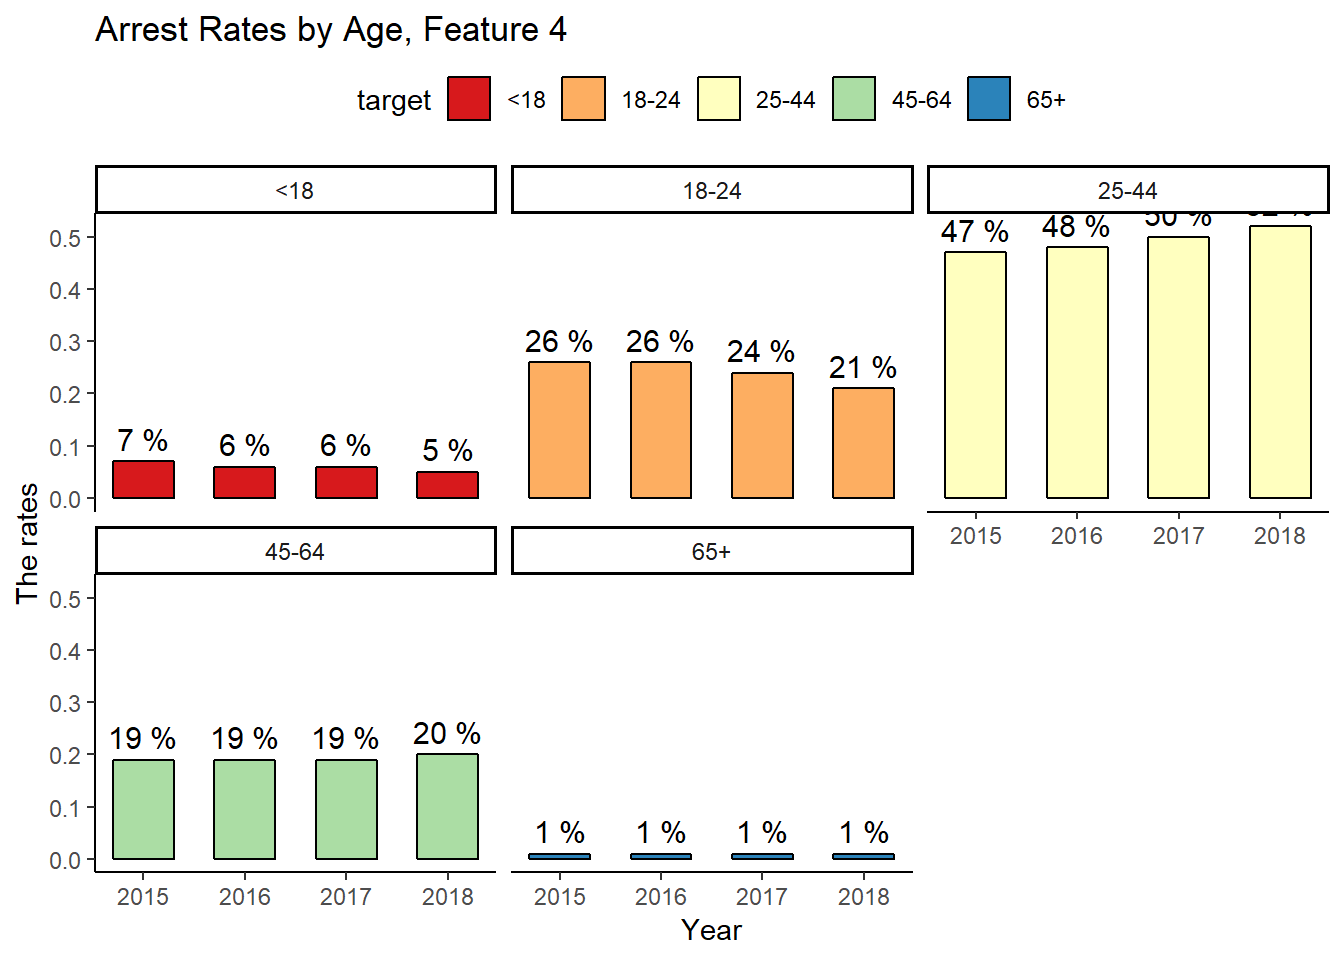 Arrest Rates by Age, Feature 4
target <18 18-24 25-44 45-64 65+
<18 18-24 25-44
0.5
0.4
0.3
0.2
0.1
0.0
7 % 6 % 6 % 5 %
26 % 26 % 24 % 21 %
47 % 48 % 50 %
2015 2016 2017 2018
The rates
45-64 65+
0.5
0.4
0.3
0.2
0.1
0.0
19 % 19 % 19 % 20 %
1 % 1 % 1 % 1 %
2015 2016 2017 2018
2015 2016 2017 2018
Year